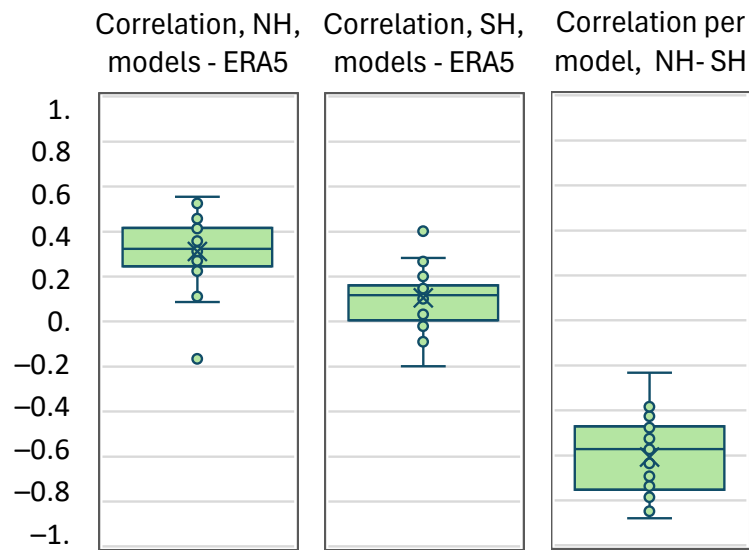 Correlation, NH,
models - ERA5
Correlation, SH,
models - ERA5
Correlation per
model, NH- SH
1.
0.8
0.6
0.4
0.2
0.
–0.2
–0.4
–0.6
–0.8
–1.